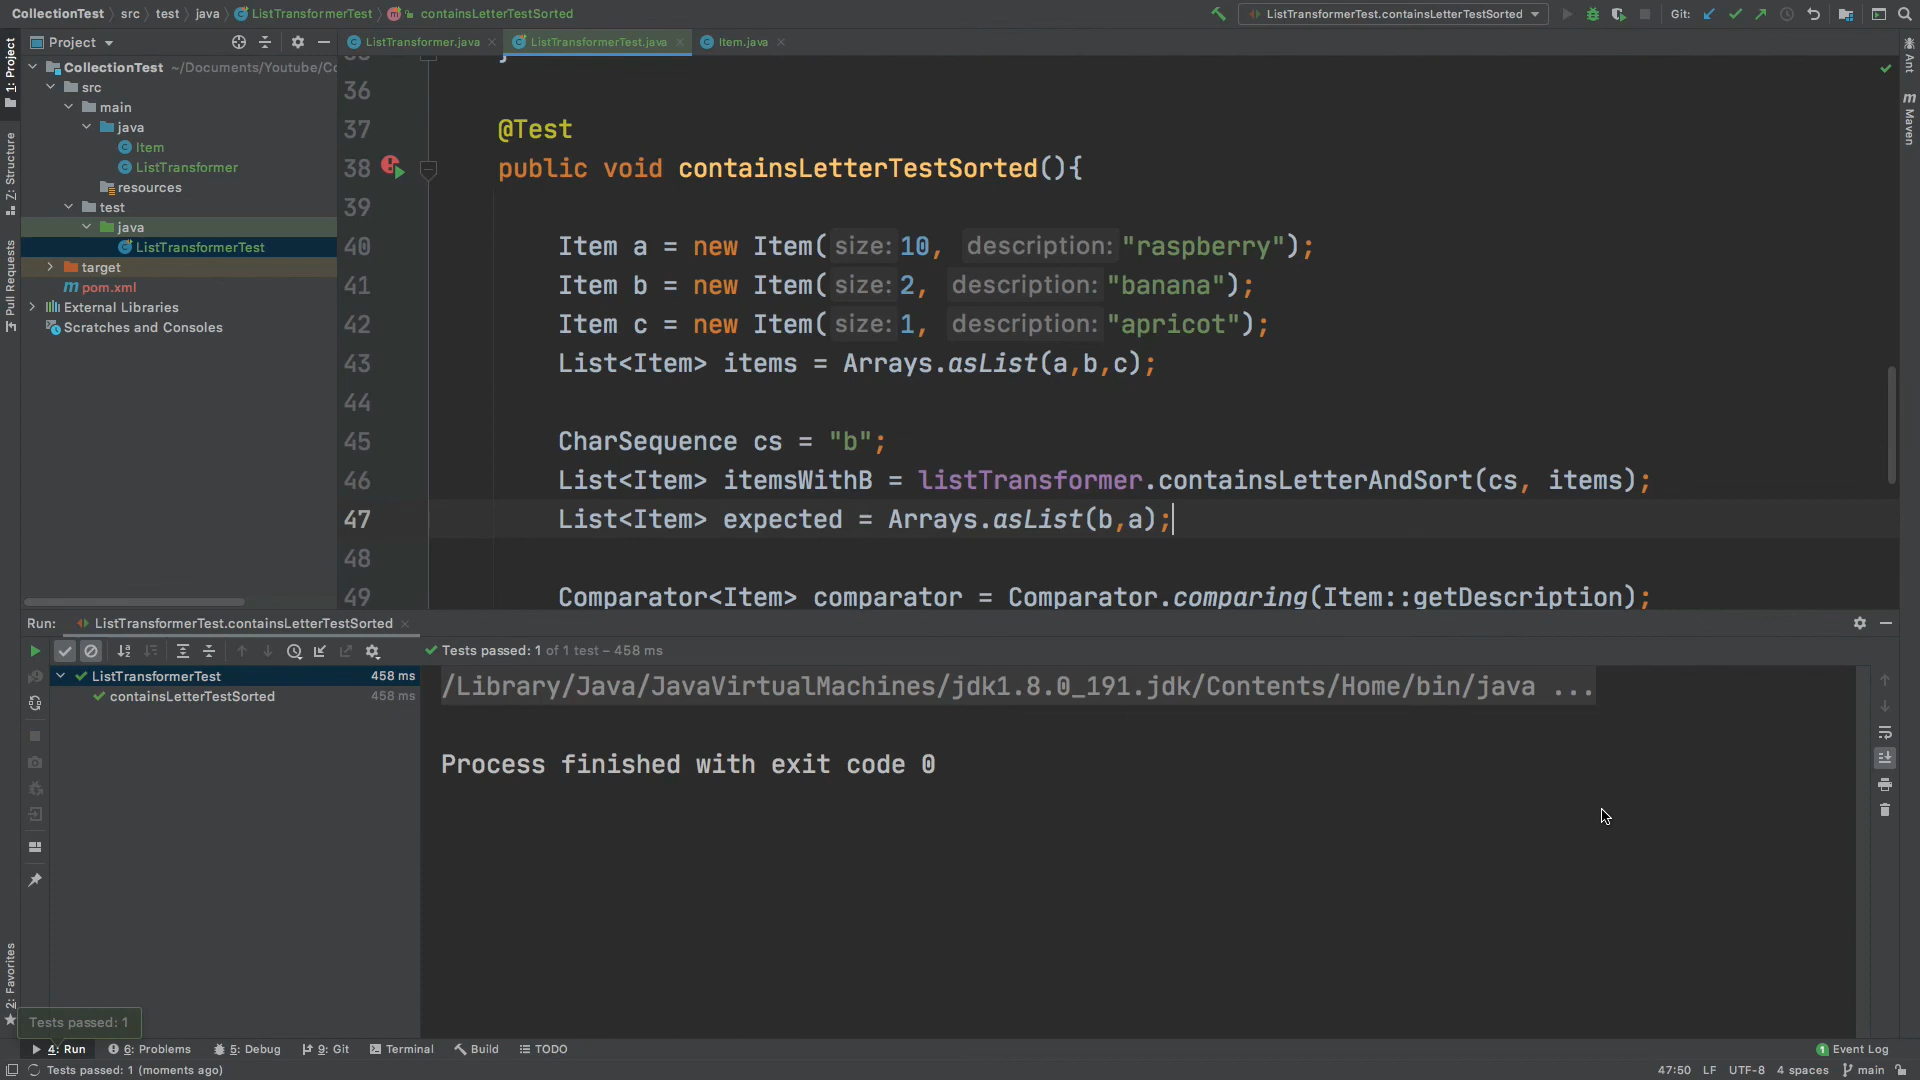 CollectionTest src test java ListTransformerTest containsLetterTestSorted
ListTransformerTest.containsLetterTestSorted Git:
Project
ListTransformer.java ListTransformerTest.java Item.java
1: Project
Z: Structure
Pull Requests
2: Favorites
Ant
Maven
CollectionTest ~/Documents/Youtube/Cc
src
main
java
Item
ListTransformer
resources
test
java
ListTransformerTest
target
pom.xml
External Libraries
Scratches and Consoles
36
37 @Test
38 public void containsLetterTestSorted(){
39
40 Item a = new Item( size: 10, description: "raspberry");
41 Item b = new Item( size: 2, description: "banana");
42 Item c = new Item( size: 1, description: "apricot");
43 List<Item> items = Arrays.asList(a,b,c);
44
45 CharSequence cs = "b";
46 List<Item> itemsWithB = listTransformer.containsLetterAndSort(cs, items);
47 List<Item> expected = Arrays.asList(b,a);
48
49 Comparator<Item> comparator = Comparator.comparing(Item::getDescription);
Run: ListTransformerTest.containsLetterTestSorted
Tests passed: 1 of 1 test – 458 ms
ListTransformerTest 458 ms
containsLetterTestSorted 458 ms
/Library/Java/JavaVirtualMachines/jdk1.8.0_191.jdk/Contents/Home/bin/java ...
Process finished with exit code 0
Tests passed: 1
4: Run 6: Problems 5: Debug 9: Git Terminal Build TODO 1 Event Log
Tests passed: 1 (moments ago) 47:50 LF UTF-8 4 spaces main